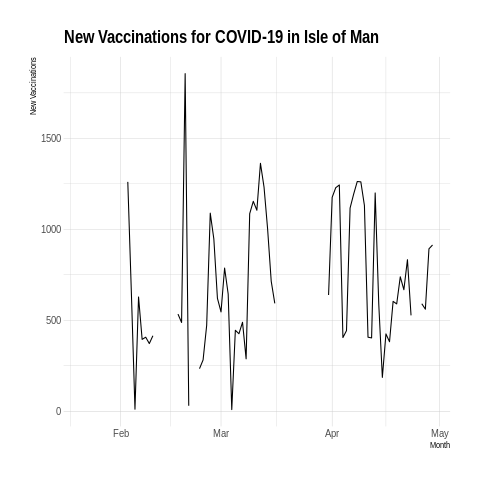 New Vaccinations for COVID-19 in Isle of Man
New Vaccinations
1500
1000
500
0
Feb Mar Apr May
Month